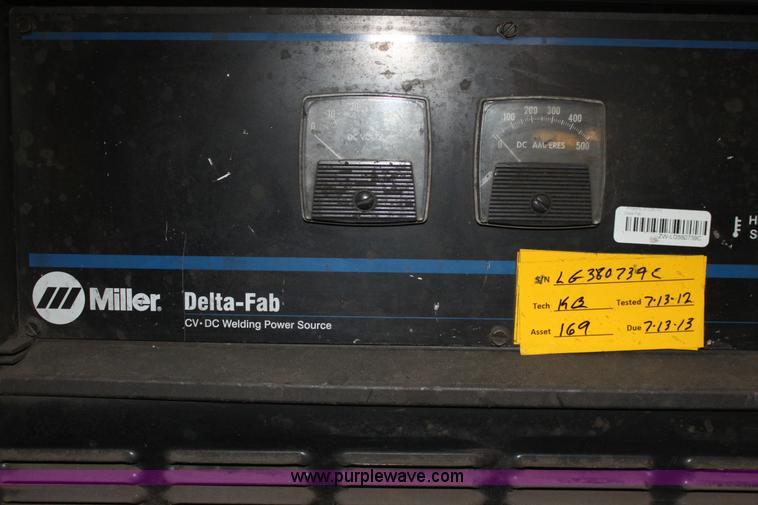 100 200 300 400
0 500
DC AMPERES
0
DC VOLTS
H
S
S/N LG380739C
Tech KB Tested 7-13-12
Asset 169 Due 7-13-13
Miller Delta-Fab
CV•DC Welding Power Source
www.purplewave.com